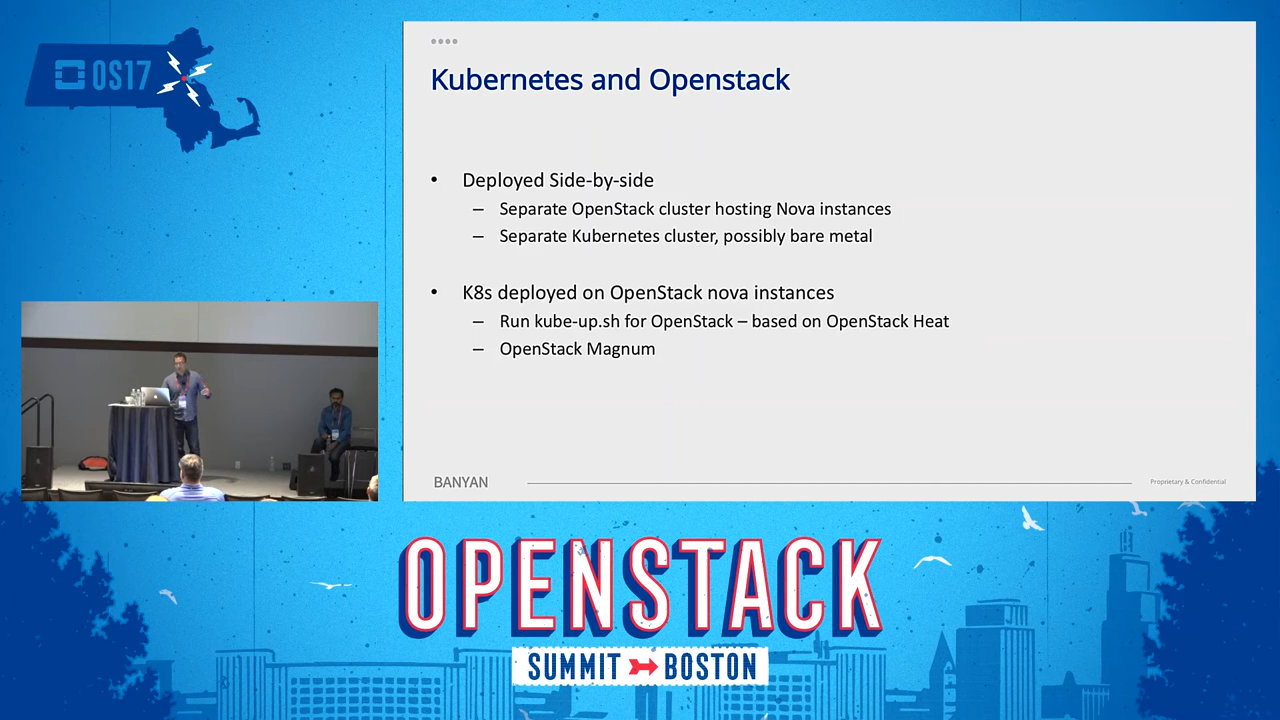 OS17
Kubernetes and Openstack
• Deployed Side-by-side
– Separate OpenStack cluster hosting Nova instances
– Separate Kubernetes cluster, possibly bare metal
• K8s deployed on OpenStack nova instances
– Run kube-up.sh for OpenStack – based on OpenStack Heat
– OpenStack Magnum
BANYAN
Proprietary & Confidential
OPENSTACK
SUMMIT BOSTON